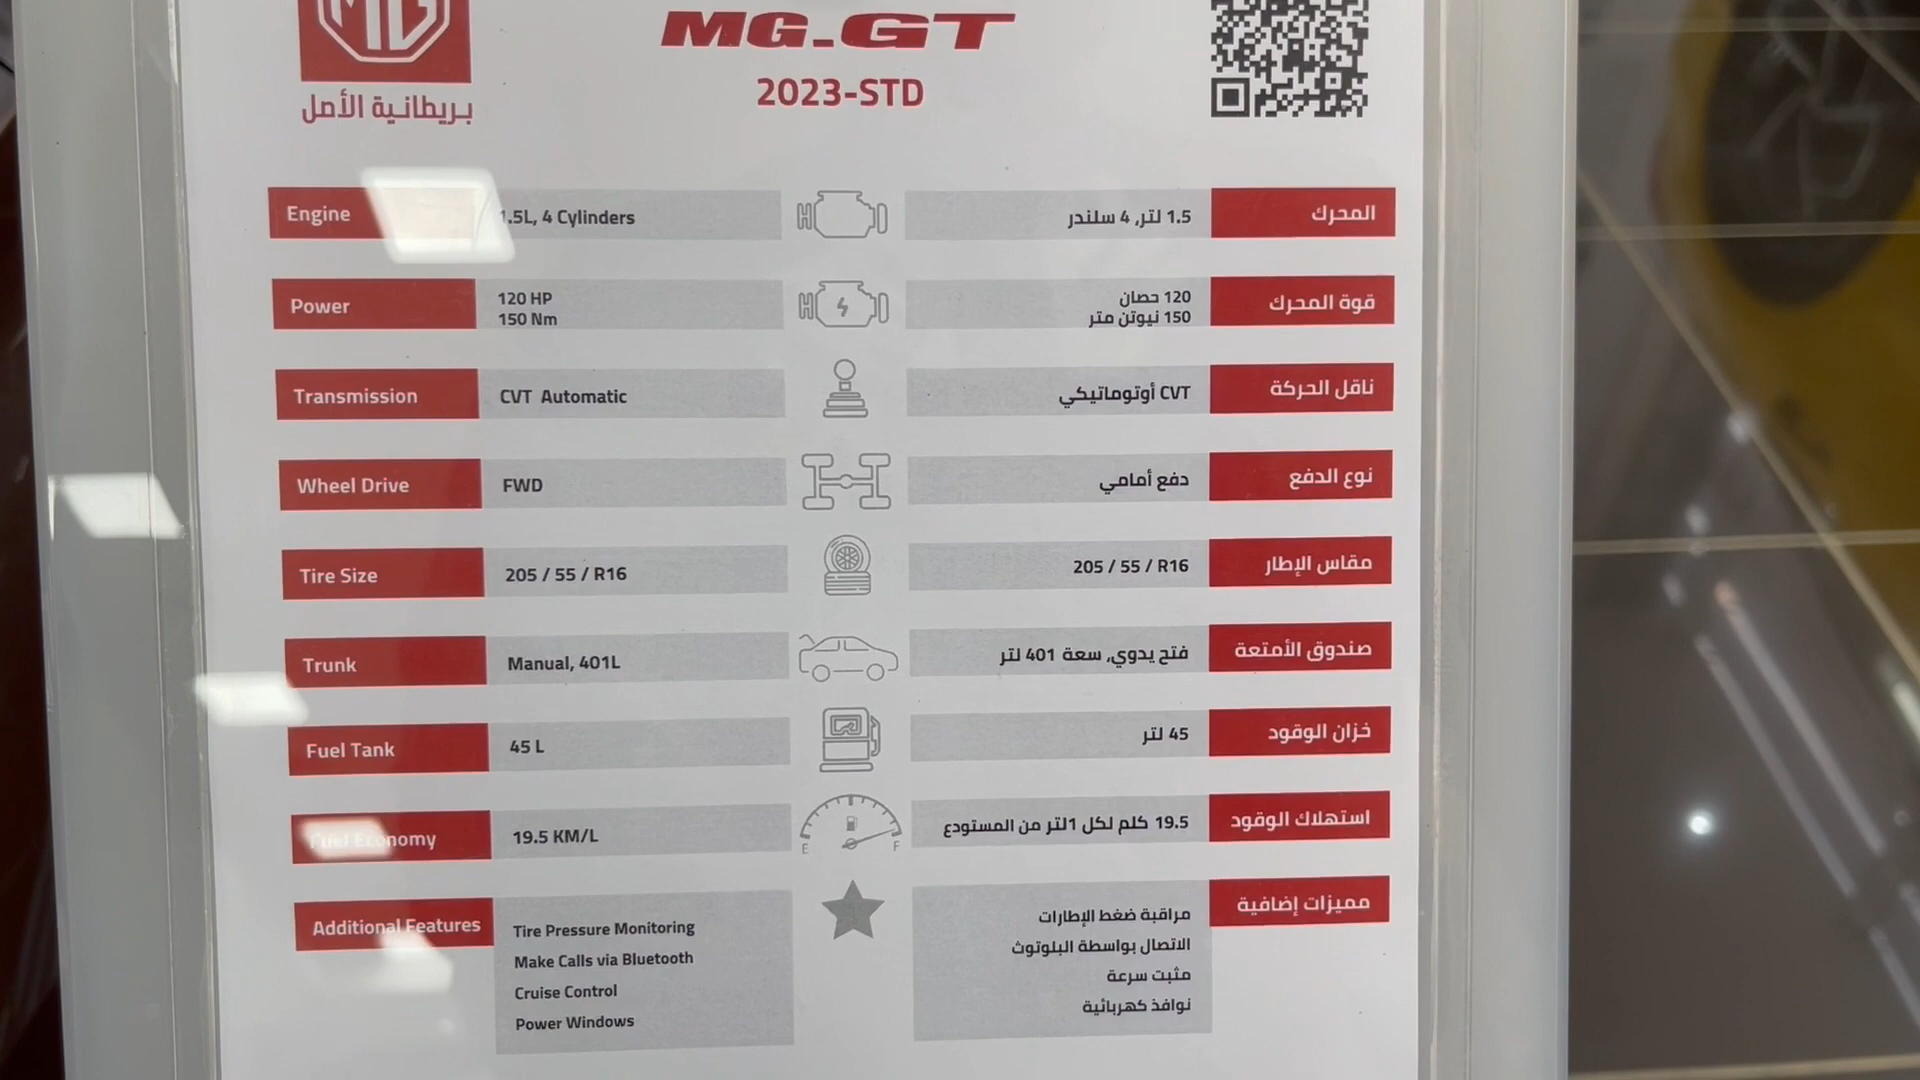 MG
بريطانية الأمل
MG-GT
2023-STD
Engine
1.5L, 4 Cylinders
1.5 لتر, 4 سلندر
المحرك
Power
120 HP
150 Nm
120 حصان
150 نيوتن متر
قوة المحرك
Transmission
CVT Automatic
CVT أوتوماتيكي
ناقل الحركة
Wheel Drive
FWD
دفع أمامي
نوع الدفع
Tire Size
205 / 55 / R16
205 / 55 / R16
مقاس الإطار
Trunk
Manual, 401L
فتح يدوي, سعة 401 لتر
صندوق الأمتعة
Fuel Tank
45 L
45 لتر
خزان الوقود
Fuel Economy
19.5 KM/L
E F
19.5 كلم لكل 1لتر من المستودع
استهلاك الوقود
Additional Features
Tire Pressure Monitoring
Make Calls via Bluetooth
Cruise Control
Power Windows
مراقبة ضغط الإطارات
الاتصال بواسطة البلوتوث
مثبت سرعة
نوافذ كهربائية
مميزات إضافية